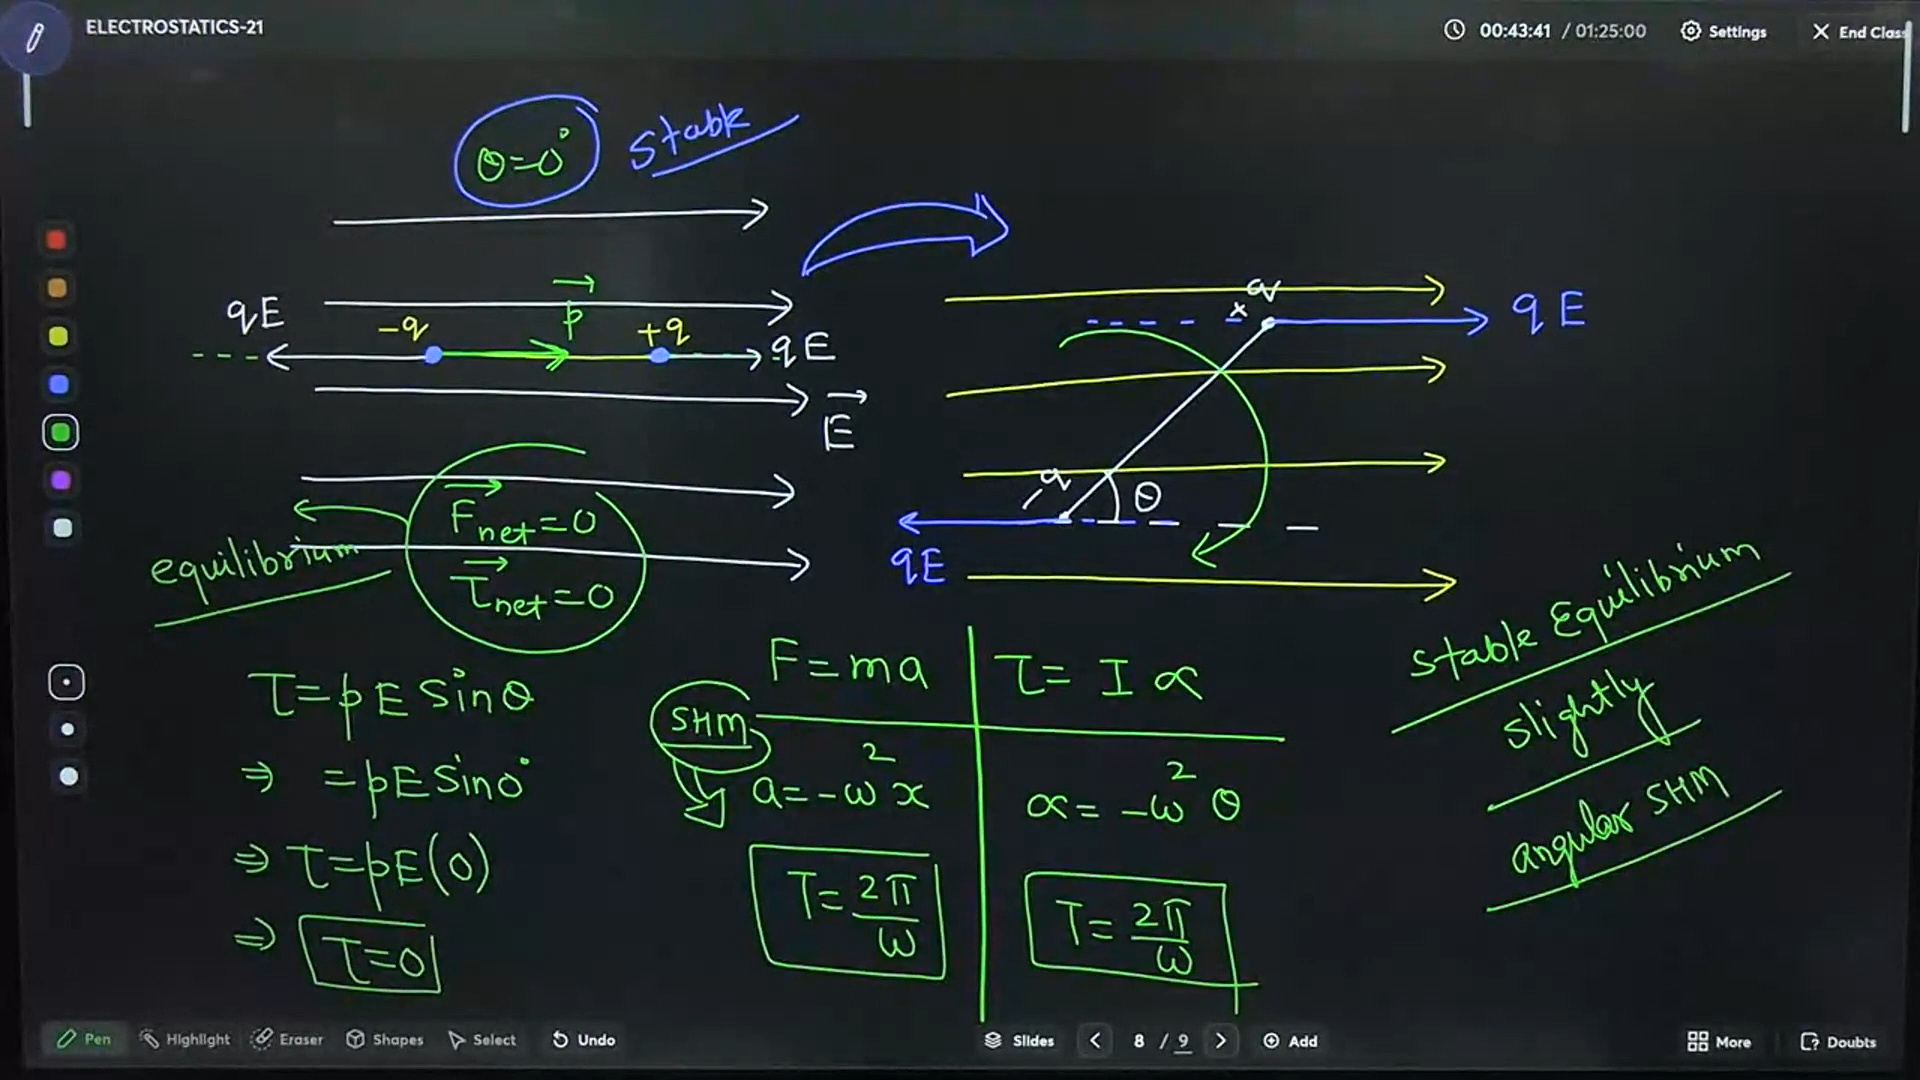 ELECTROSTATICS-21
00:43:41 / 01:25:00
Settings
End Class
θ=0°
Stable
qE
-q
p
+q
qE
E
+q
qE
-q
θ
qE
equilibrium
F net = 0
τ net = 0
τ = pE sinθ
⇒ = pE sin0°
⇒ τ = pE(0)
⇒ τ = 0
F = ma
τ = Iα
SHM
a = -ω²x
α = -ω²θ
T = 2π/ω
T = 2π/ω
Stable Equilibrium
slightly
angular SHM
Pen
Highlight
Eraser
Shapes
Select
Undo
Slides
8 / 9
Add
More
Doubts